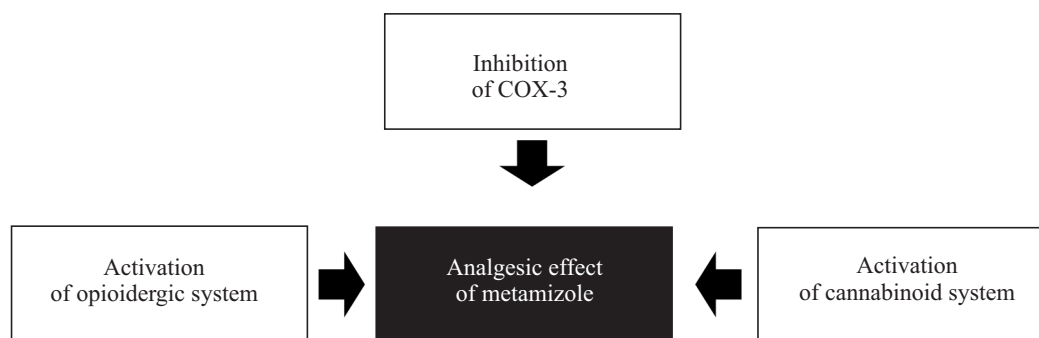 Inhibition
of COX-3
Activation
of opioidergic system
Analgesic effect
of metamizole
Activation
of cannabinoid system